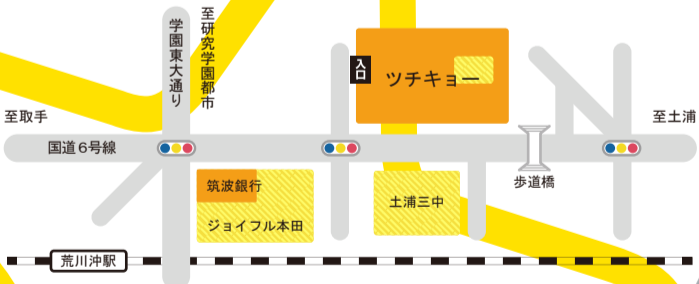 至研究学園都市
学園東大通り
入口
ツチキョー
至取手
至土浦
国道6号線
歩道橋
筑波銀行
土浦三中
ジョイフル本田
荒川沖駅